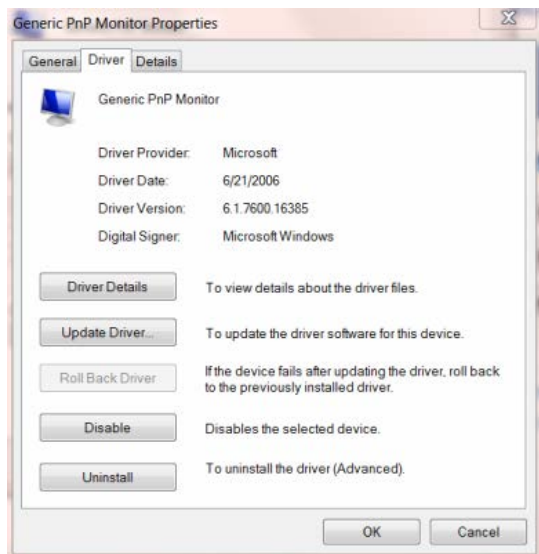 Generic PnP Monitor Properties
General Driver Details
Generic PnP Monitor
Driver Provider: Microsoft
Driver Date: 6/21/2006
Driver Version: 6.1.7600.16385
Digital Signer: Microsoft Windows
Driver Details To view details about the driver files.
Update Driver... To update the driver software for this device.
Roll Back Driver If the device fails after updating the driver, roll back
to the previously installed driver.
Disable Disables the selected device.
Uninstall To uninstall the driver (Advanced).
OK Cancel